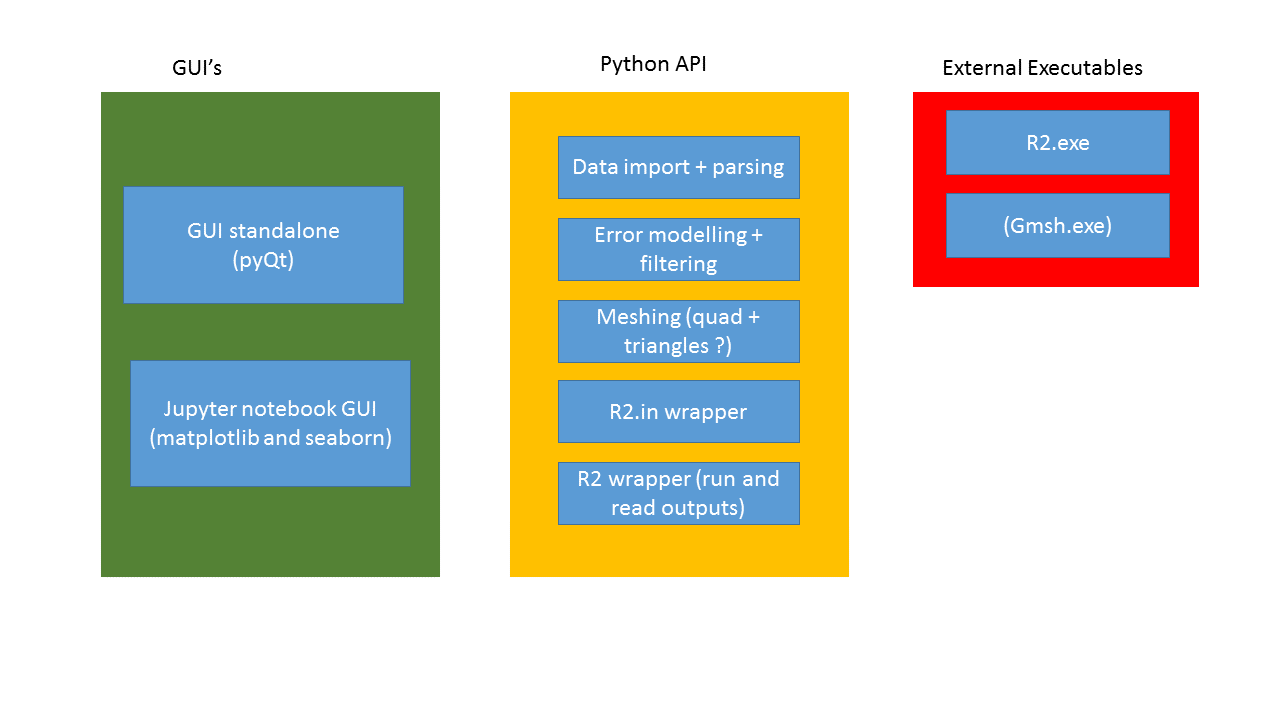 GUI’s
GUI standalone
(pyQt)
Jupyter notebook GUI
(matplotlib and seaborn)
Python API
Data import + parsing
Error modelling +
filtering
Meshing (quad +
triangles ?)
R2.in wrapper
R2 wrapper (run and
read outputs)
External Executables
R2.exe
(Gmsh.exe)